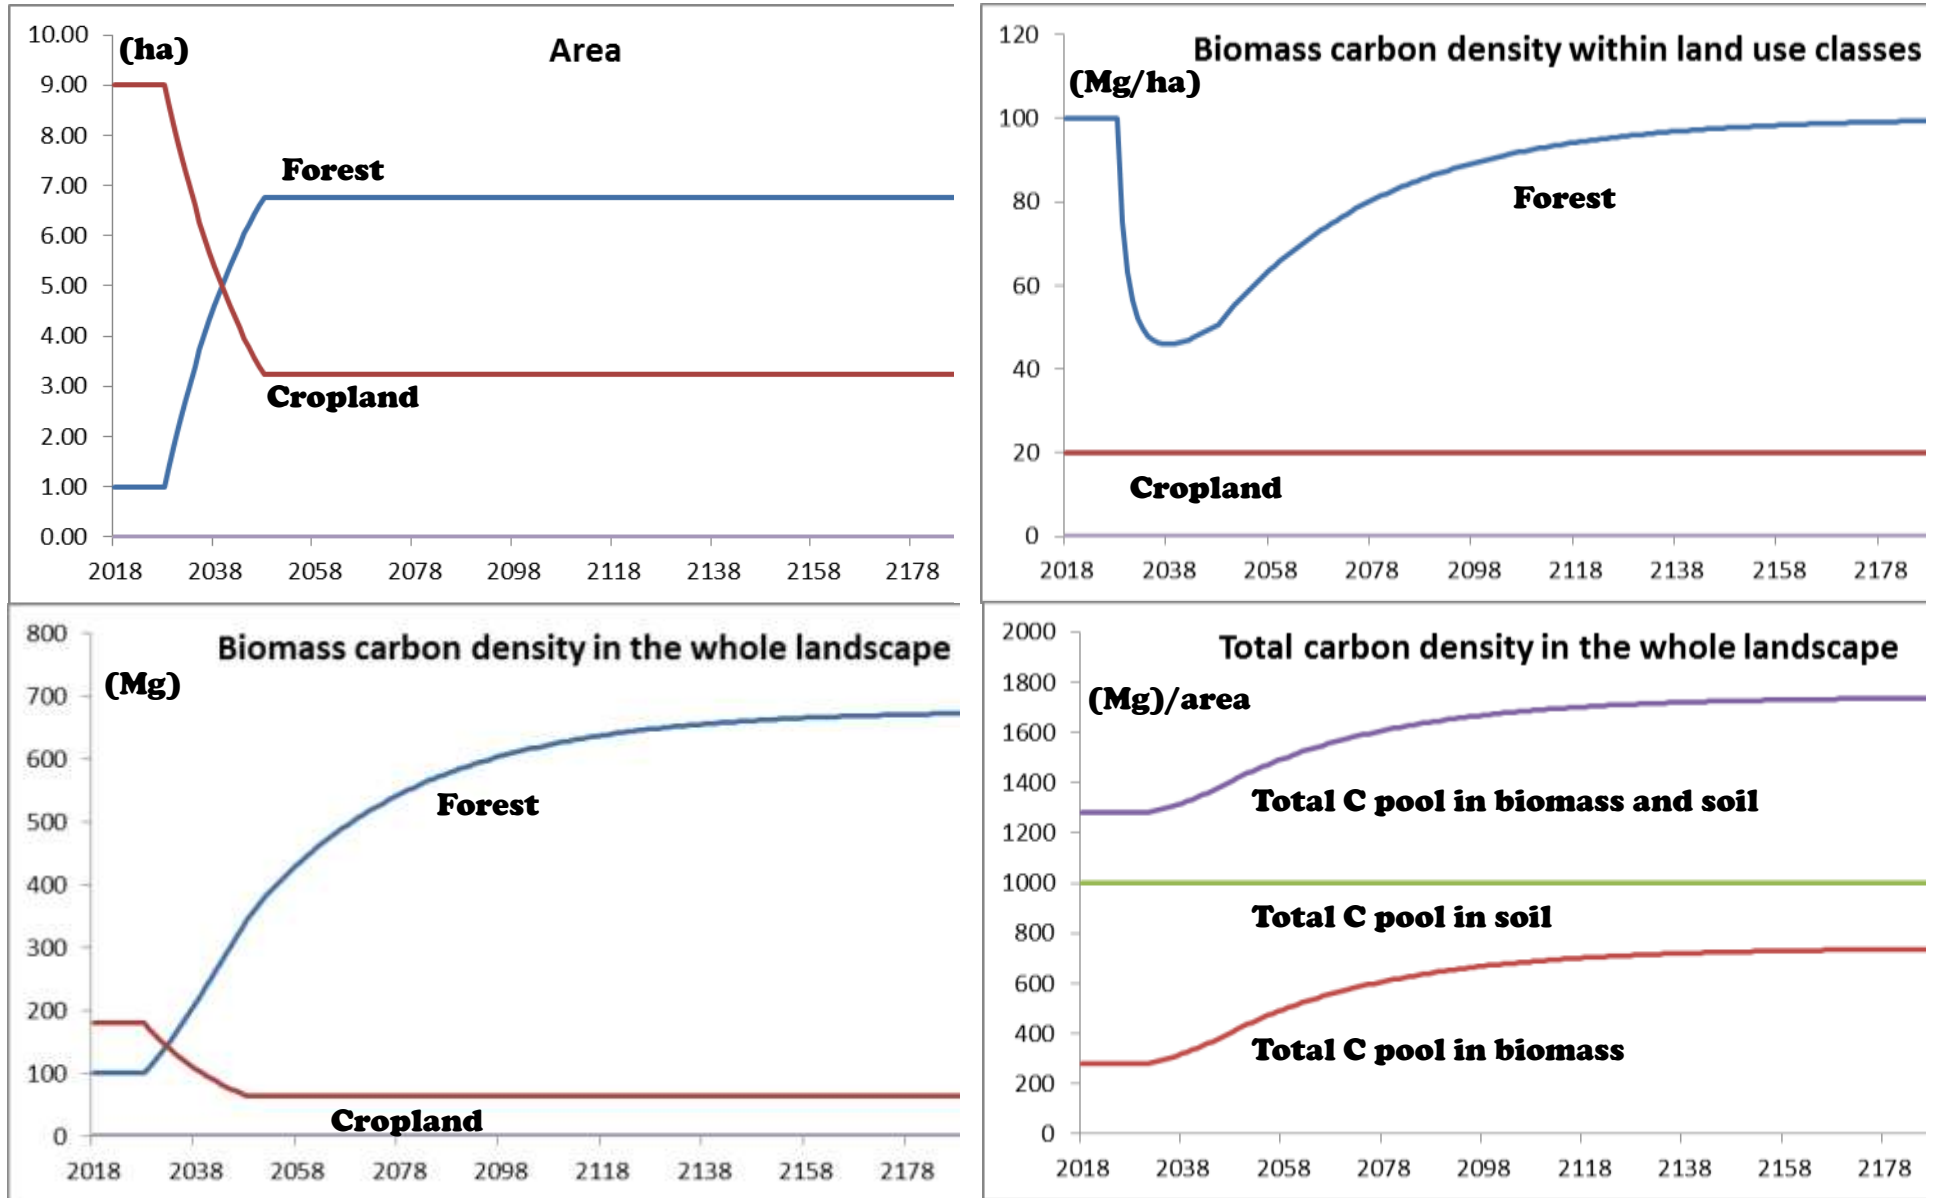 Area
(ha)
10.00
9.00
8.00
7.00
6.00
5.00
4.00
3.00
2.00
1.00
0.00
Forest
Cropland
2018 2038 2058 2078 2098 2118 2138 2158 2178
Biomass carbon density within land use classes
(Mg/ha)
120
100
80
60
40
20
0
Forest
Cropland
2018 2038 2058 2078 2098 2118 2138 2158 2178
Biomass carbon density in the whole landscape
(Mg)
800
700
600
500
400
300
200
100
0
Forest
Cropland
2018 2038 2058 2078 2098 2118 2138 2158 2178
Total carbon density in the whole landscape
(Mg)/area
2000
1800
1600
1400
1200
1000
800
600
400
200
0
Total C pool in biomass and soil
Total C pool in soil
Total C pool in biomass
2018 2038 2058 2078 2098 2118 2138 2158 2178